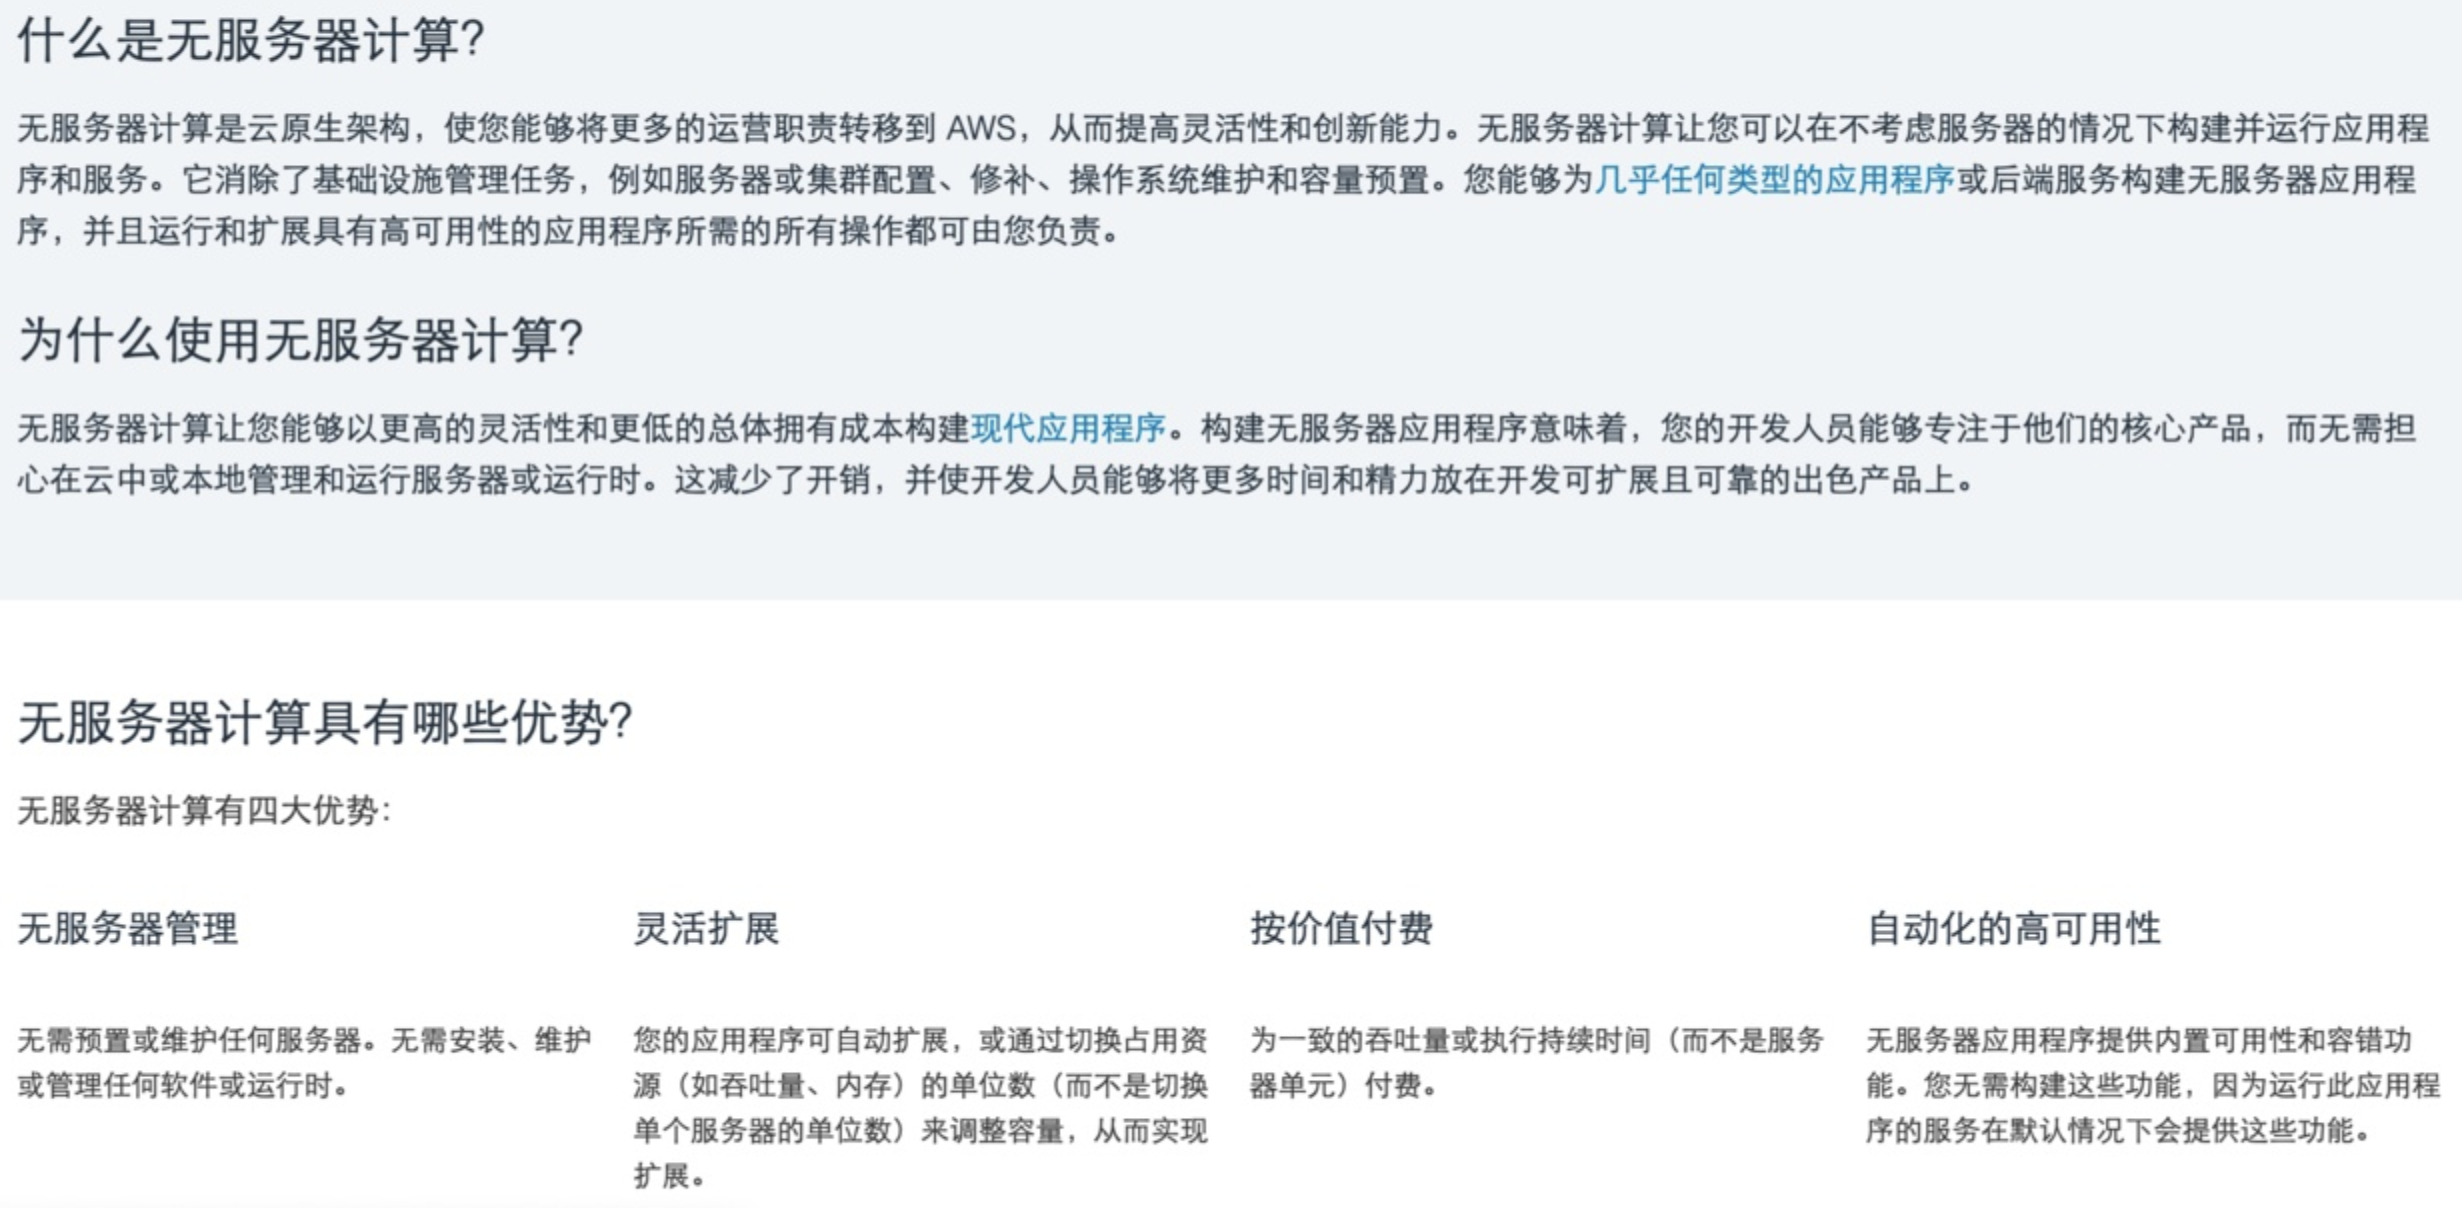 什么是无服务器计算?
无服务器计算是云原生架构，使您能够将更多的运营职责转移到 AWS，从而提高灵活性和创新能力。无服务器计算让您可以在不考虑服务器的情况下构建并运行应用程
序和服务。它消除了基础设施管理任务，例如服务器或集群配置、修补、操作系统维护和容量预置。您能够为几乎任何类型的应用程序或后端服务构建无服务器应用程
序，并且运行和扩展具有高可用性的应用程序所需的所有操作都可由您负责。
为什么使用无服务器计算?
无服务器计算让您能够以更高的灵活性和更低的总体拥有成本构建现代应用程序。构建无服务器应用程序意味着，您的开发人员能够专注于他们的核心产品，而无需担
心在云中或本地管理和运行服务器或运行时。这减少了开销，并使开发人员能够将更多时间和精力放在开发可扩展且可靠的出色产品上。
无服务器计算具有哪些优势?
无服务器计算有四大优势:
无服务器管理
无需预置或维护任何服务器。无需安装、维护
或管理任何软件或运行时。
灵活扩展
您的应用程序可自动扩展，或通过切换占用资
源（如吞吐量、内存）的单位数（而不是切换
单个服务器的单位数）来调整容量，从而实现
扩展。
按价值付费
为一致的吞吐量或执行持续时间（而不是服务
器单元）付费。
自动化的高可用性
无服务器应用程序提供内置可用性和容错功
能。您无需构建这些功能，因为运行此应用程
序的服务在默认情况下会提供这些功能。